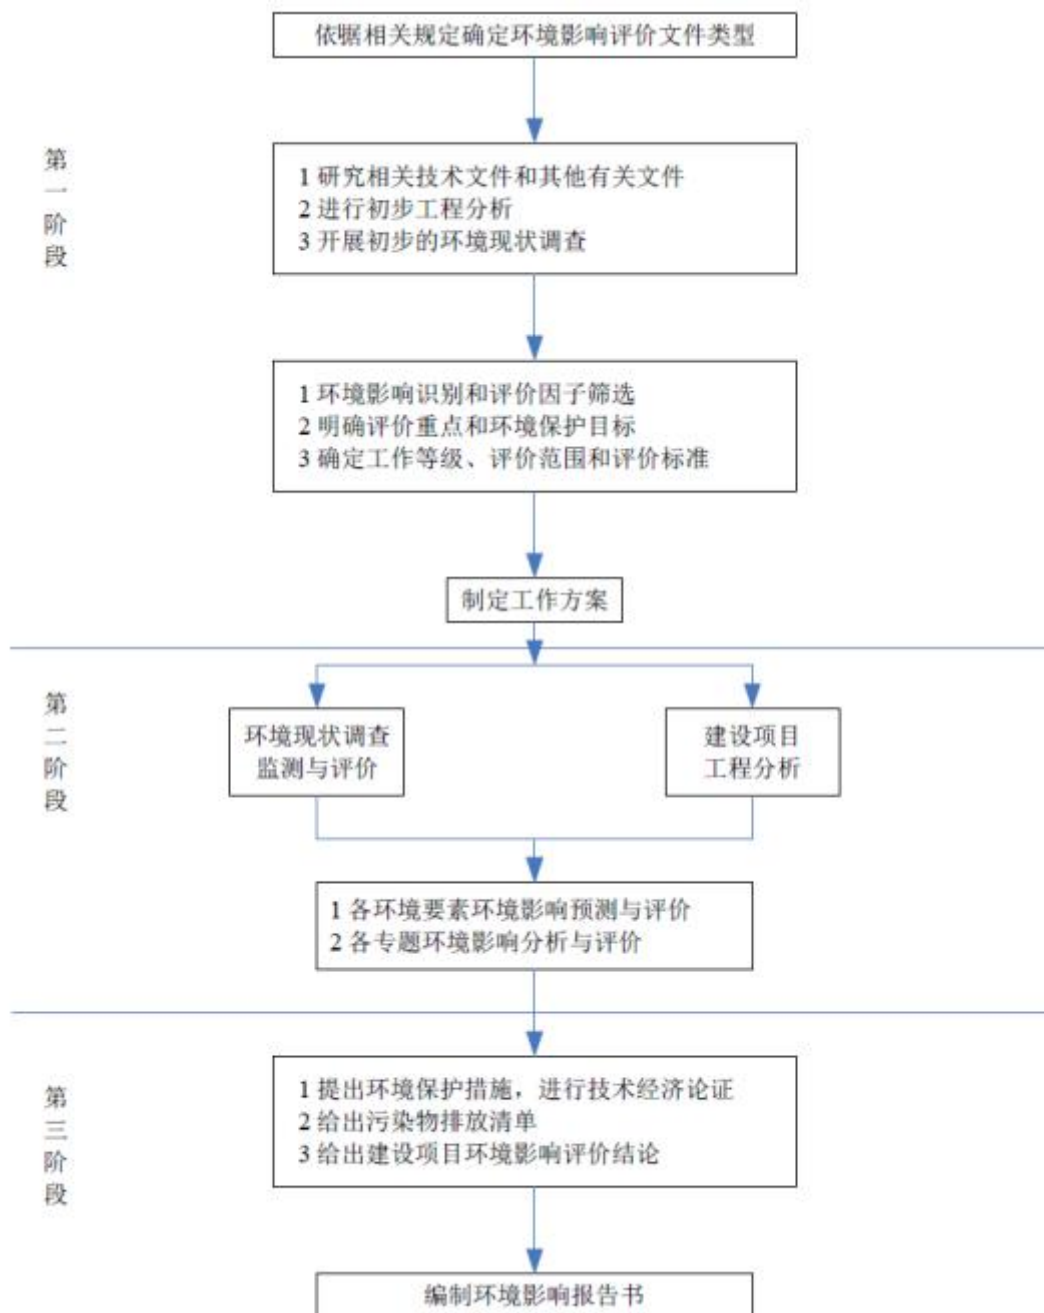 依据相关规定确定环境影响评价文件类型
第一阶段
1 研究相关技术文件和其他有关文件
2 进行初步工程分析
3 开展初步的环境现状调查
1 环境影响识别和评价因子筛选
2 明确评价重点和环境保护目标
3 确定工作等级、评价范围和评价标准
制定工作方案
第二阶段
环境现状调查
监测与评价
建设项目
工程分析
1 各环境要素环境影响预测与评价
2 各专题环境影响分析与评价
第三阶段
1 提出环境保护措施，进行技术经济论证
2 给出污染物排放清单
3 给出建设项目环境影响评价结论
编制环境影响报告书